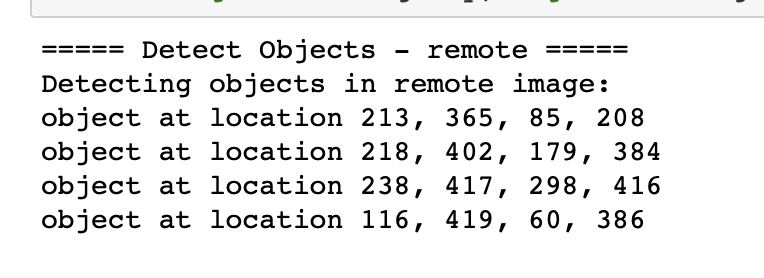 ===== Detect Objects - remote =====
Detecting objects in remote image:
object at location 213, 365, 85, 208
object at location 218, 402, 179, 384
object at location 238, 417, 298, 416
object at location 116, 419, 60, 386